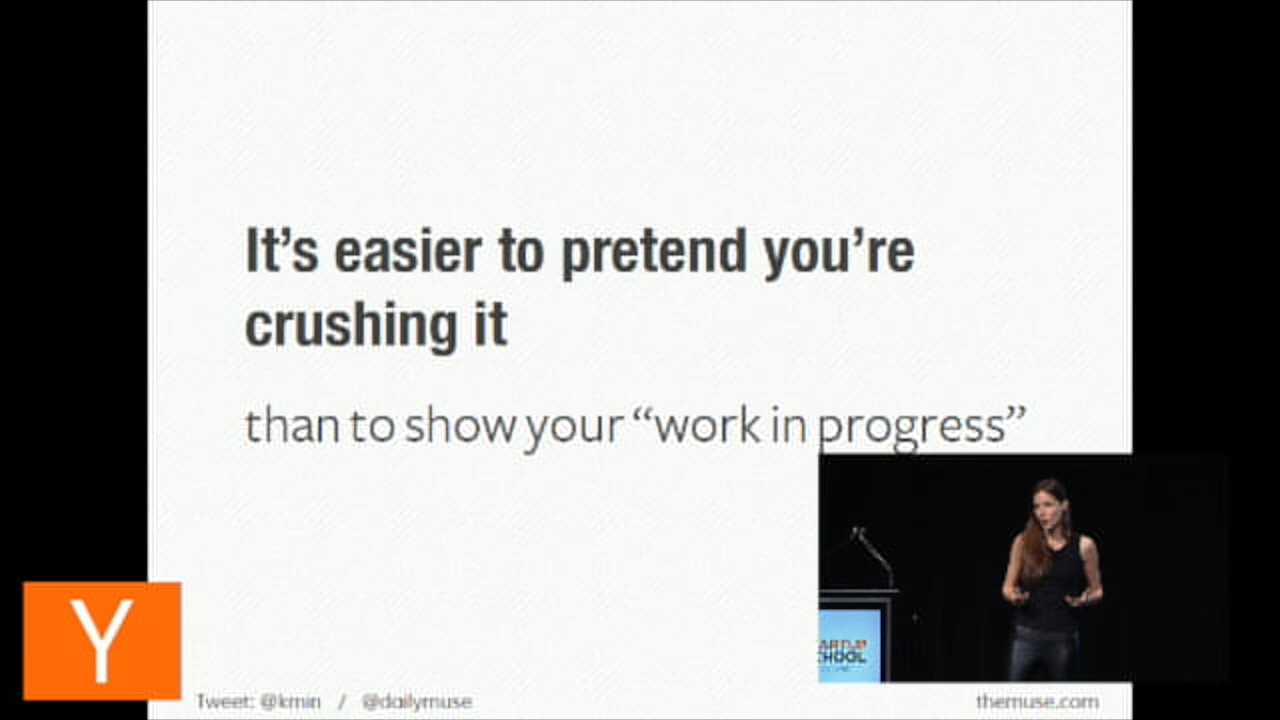 It's easier to pretend you're
crushing it
than to show your “work in progress”
Y
SCHOOL
Tweet: @kmin / @dailymuse
themuse.com